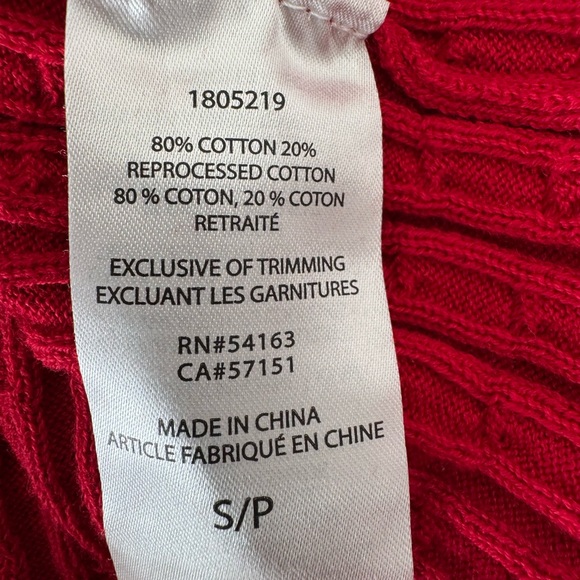 1805219
80% COTTON 20%
REPROCESSED COTTON
80 % COTON, 20 % COTON
RETRAITÉ
EXCLUSIVE OF TRIMMING
EXCLUANT LES GARNITURES
RN#54163
CA#57151
MADE IN CHINA
ARTICLE FABRIQUÉ EN CHINE
S/P